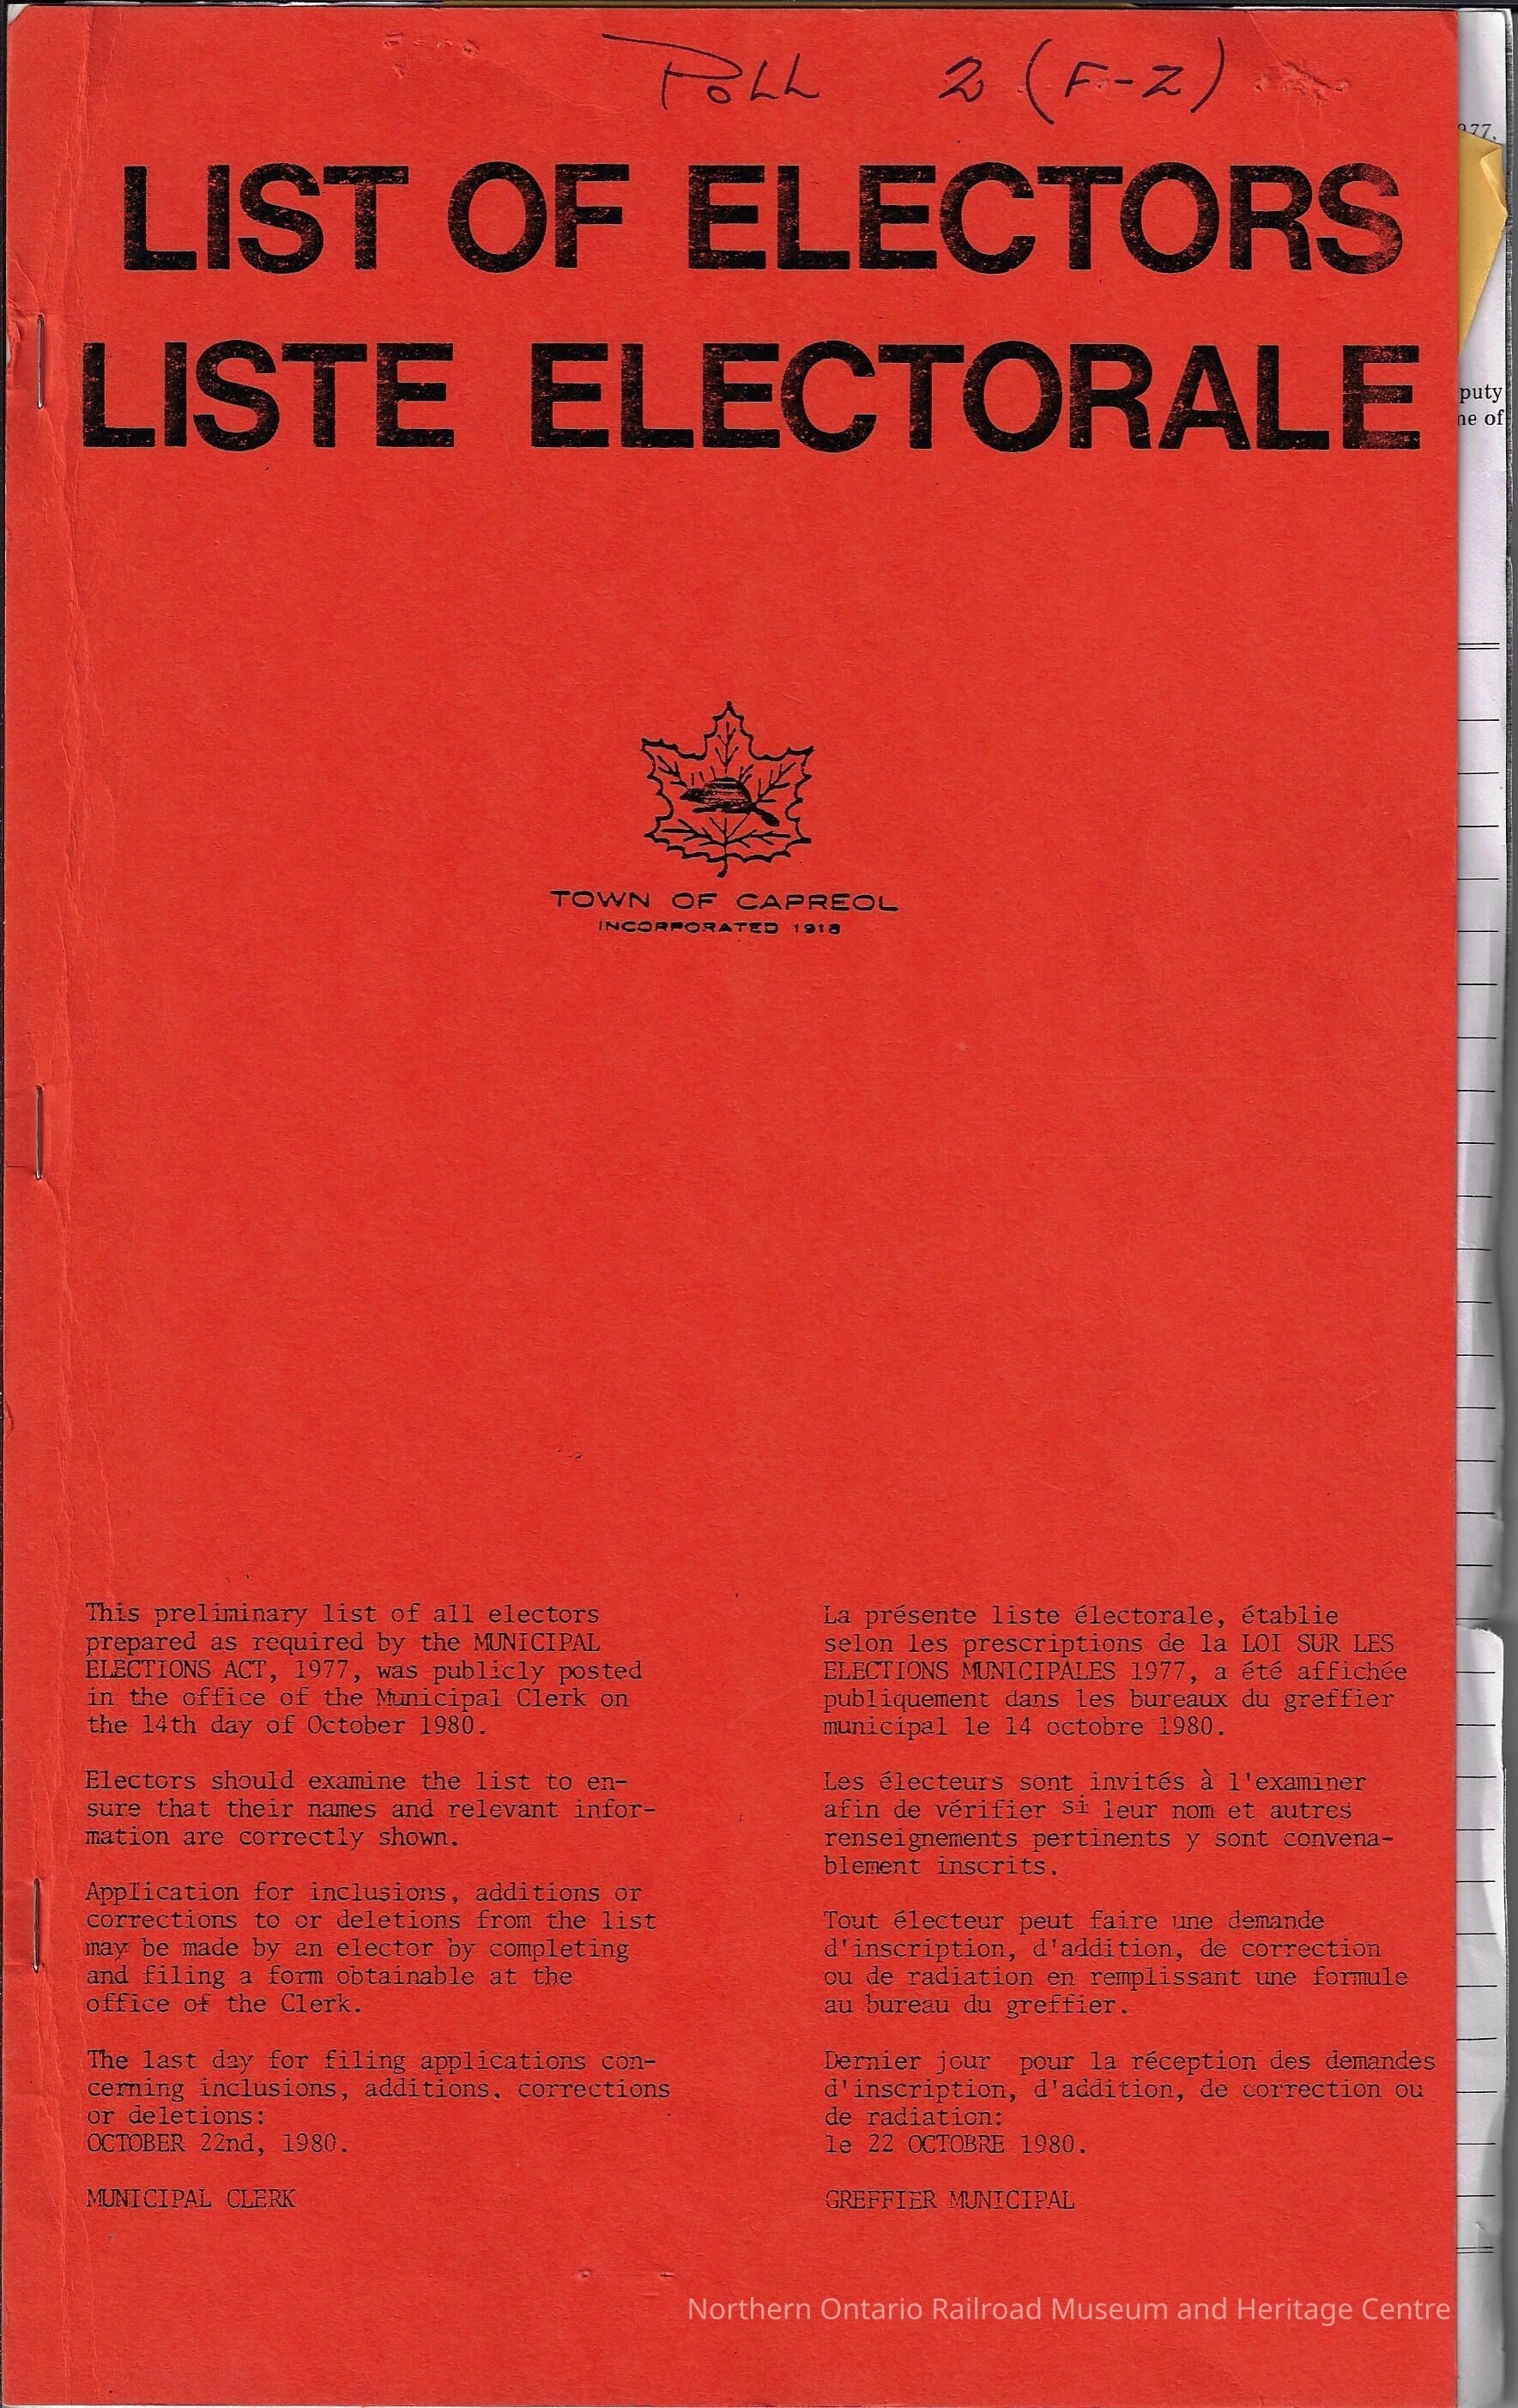 Poll 2 (F-Z)
LIST OF ELECTORS
LISTE ELECTORALE
TOWN OF CAPREOL
INCORPORATED 1918
This preliminary list of all electors
prepared as required by the MUNICIPAL
ELECTIONS ACT, 1977, was publicly posted
in the office of the Municipal Clerk on
the 14th day of October 1980.
Electors should examine the list to en-
sure that their names and relevant infor-
mation are correctly shown.
Application for inclusions, additions or
corrections to or deletions from the list
may be made by an elector by completing
and filing a form obtainable at the
office of the Clerk.
The last day for filing applications con-
cerning inclusions, additions, corrections
or deletions:
OCTOBER 22nd, 1980.
MUNICIPAL CLERK
La présente liste électorale, établie
selon les prescriptions de la LOI SUR LES
ELECTIONS MUNICIPALES 1977, a été affichée
publiquement dans les bureaux du greffier
municipal le 14 octobre 1980.
Les électeurs sont invités à l'examiner
afin de vérifier si leur nom et autres
renseignements pertinents y sont convena-
blement inscrits.
Tout électeur peut faire une demande
d'inscription, d'addition, de correction
ou de radiation en remplissant une formule
au bureau du greffier.
Dernier jour pour la réception des demandes
d'inscription, d'addition, de correction ou
de radiation:
le 22 OCTOBRE 1980.
GREFFIER MUNICIPAL
puty
of
Northern Ontario Railroad Museum and Heritage Centre